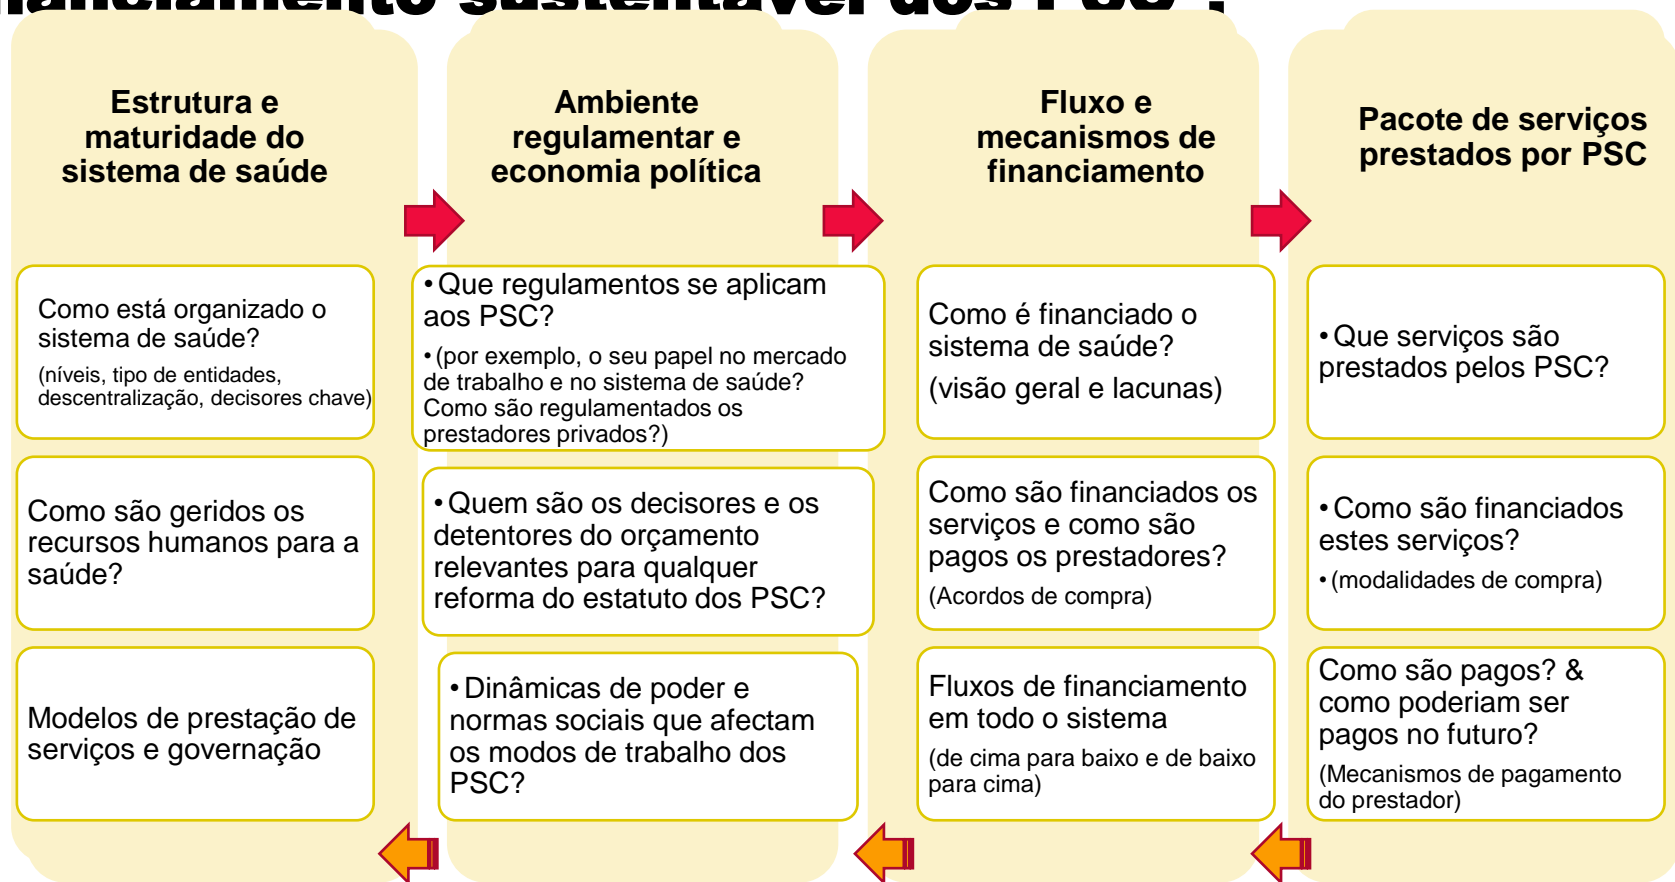 sustentável dos
Estrutura e
maturidade do
sistema de saúde
Como está organizado o
sistema de saúde?
(níveis, tipo de entidades,
descentralização, decisores chave)
Como são geridos os
recursos humanos para a
saúde?
Modelos de prestação de
serviços e governação
Ambiente
regulamentar e
economia política
• Que regulamentos se aplicam
aos PSC?
• (por exemplo, o seu papel no mercado
de trabalho e no sistema de saúde?
Como são regulamentados os
prestadores privados?)
• Quem são os decisores e os
detentores do orçamento
relevantes para qualquer
reforma do estatuto dos PSC?
• Dinâmicas de poder e
normas sociais que afectam
os modos de trabalho dos
PSC?
Fluxo e
mecanismos de
financiamento
Como é financiado o
sistema de saúde?
(visão geral e lacunas)
Como são financiados os
serviços e como são
pagos os prestadores?
(Acordos de compra)
Fluxos de financiamento
em todo o sistema
(de cima para baixo e de baixo
para cima)
Pacote de serviços
prestados por PSC
• Que serviços são
prestados pelos PSC?
• Como são financiados
estes serviços?
• (modalidades de compra)
Como são pagos? &
como poderiam ser
pagos no futuro?
(Mecanismos de pagamento
do prestador)